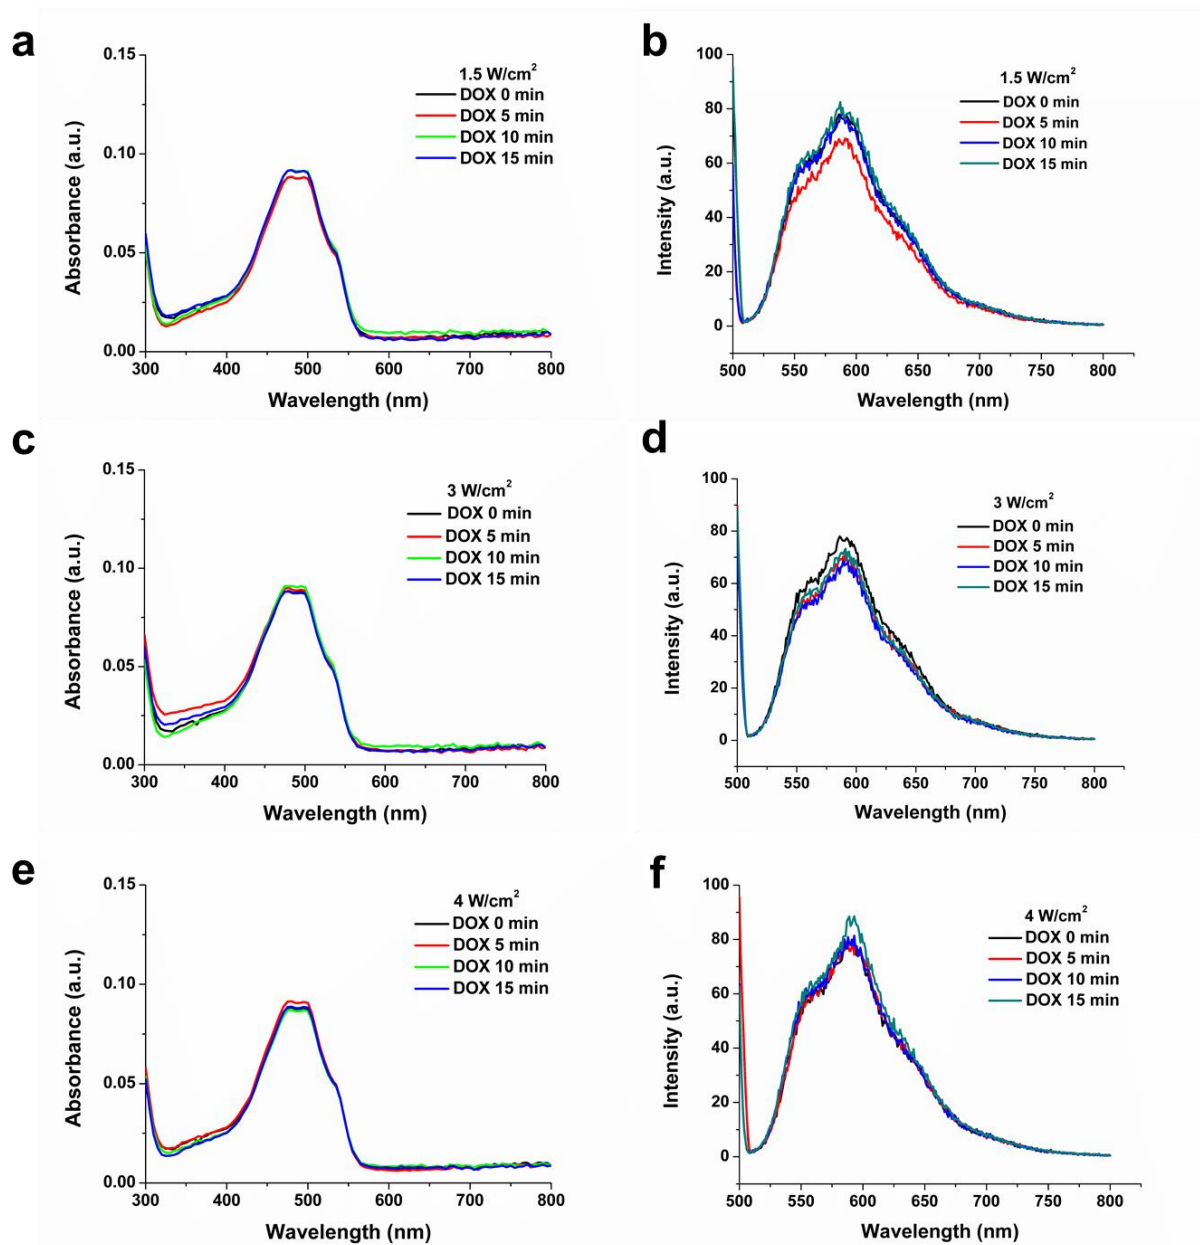 a
0.15
0.10
0.05
0.00
Absorbance (a.u.)
1.5 W/cm²
DOX 0 min
DOX 5 min
DOX 10 min
DOX 15 min
300 400 500 600 700 800
Wavelength (nm)
b
100
80
60
40
20
0
Intensity (a.u.)
1.5 W/cm²
DOX 0 min
DOX 5 min
DOX 10 min
DOX 15 min
500 550 600 650 700 750 800
Wavelength (nm)
c
0.15
0.10
0.05
0.00
Absorbance (a.u.)
3 W/cm²
DOX 0 min
DOX 5 min
DOX 10 min
DOX 15 min
300 400 500 600 700 800
Wavelength (nm)
d
100
80
60
40
20
0
Intensity (a.u.)
3 W/cm²
DOX 0 min
DOX 5 min
DOX 10 min
DOX 15 min
500 550 600 650 700 750 800
Wavelength (nm)
e
0.15
0.10
0.05
0.00
Absorbance (a.u.)
4 W/cm²
DOX 0 min
DOX 5 min
DOX 10 min
DOX 15 min
300 400 500 600 700 800
Wavelength (nm)
f
100
80
60
40
20
0
Intensity (a.u.)
4 W/cm²
DOX 0 min
DOX 5 min
DOX 10 min
DOX 15 min
500 550 600 650 700 750 800
Wavelength (nm)